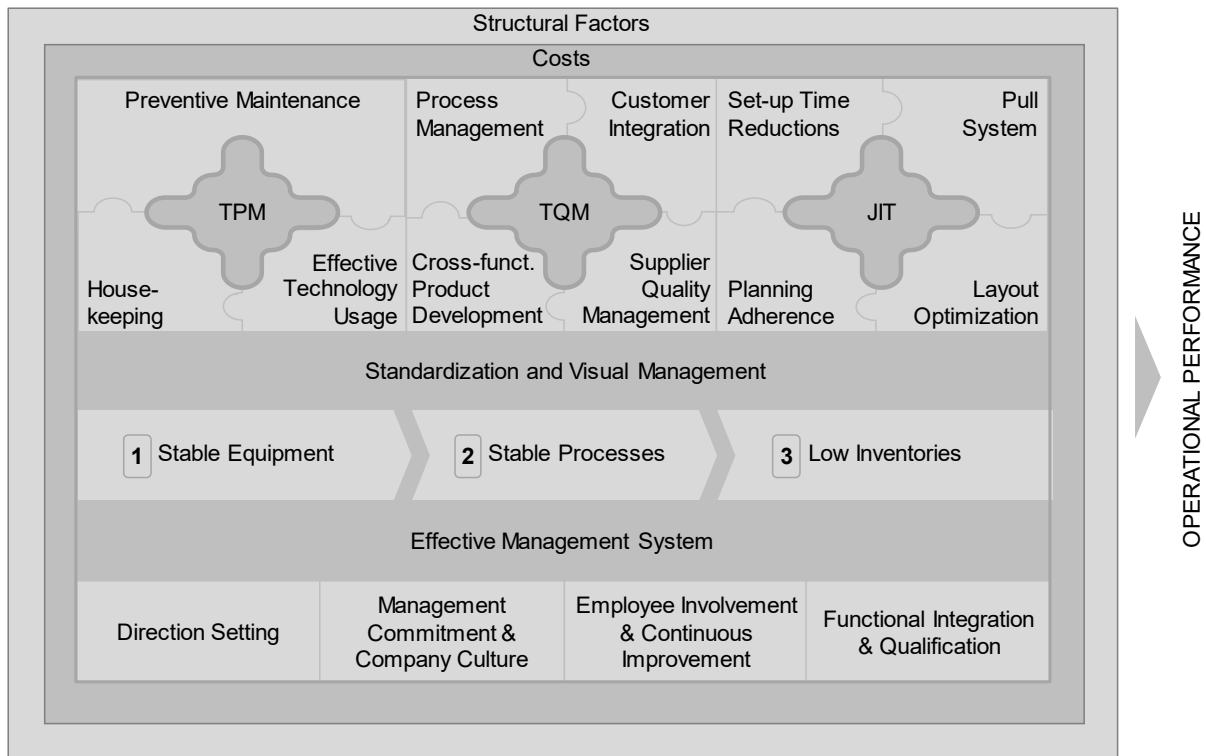 Structural Factors
Costs
Preventive Maintenance
TPM
House-
keeping
Effective
Technology
Usage
Process
Management
Customer
Integration
TQM
Cross-funct.
Product
Development
Supplier
Quality
Management
Set-up Time
Reductions
Pull
System
JIT
Planning
Adherence
Layout
Optimization
Standardization and Visual Management
1 Stable Equipment
2 Stable Processes
3 Low Inventories
Effective Management System
Direction Setting
Management
Commitment &
Company Culture
Employee Involvement
& Continuous
Improvement
Functional Integration
& Qualification
OPERATIONAL PERFORMANCE